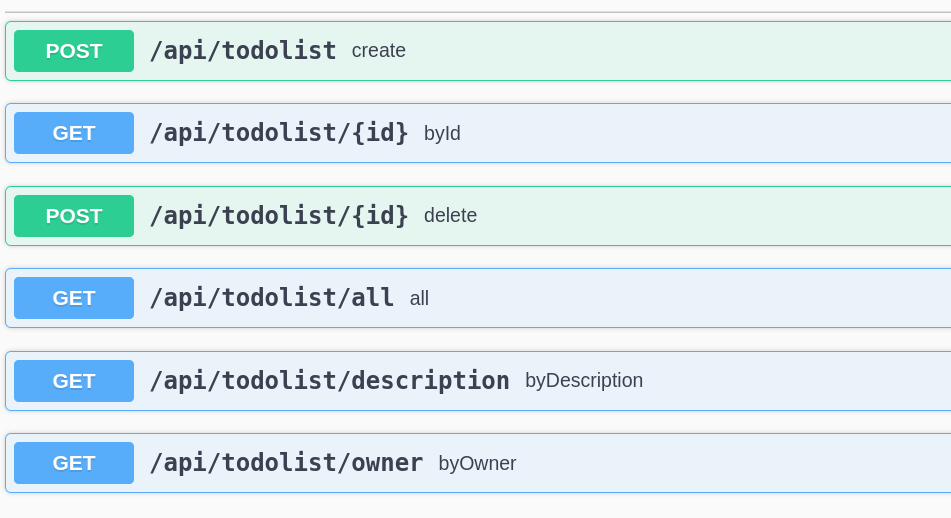 POST /api/todolist create
GET /api/todolist/{id} byId
POST /api/todolist/{id} delete
GET /api/todolist/all all
GET /api/todolist/description byDescription
GET /api/todolist/owner byOwner